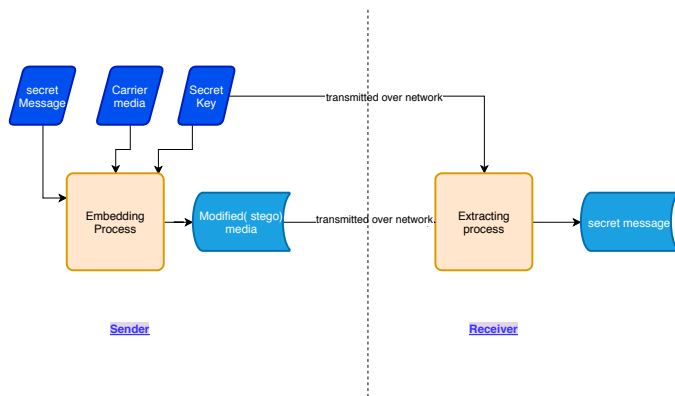 secret
Message
Carrier
media
Secret
Key
transmitted over network
Embedding
Process
Modified( stego)
media
transmitted over network
Extracting
process
secret message
Sender
Receiver